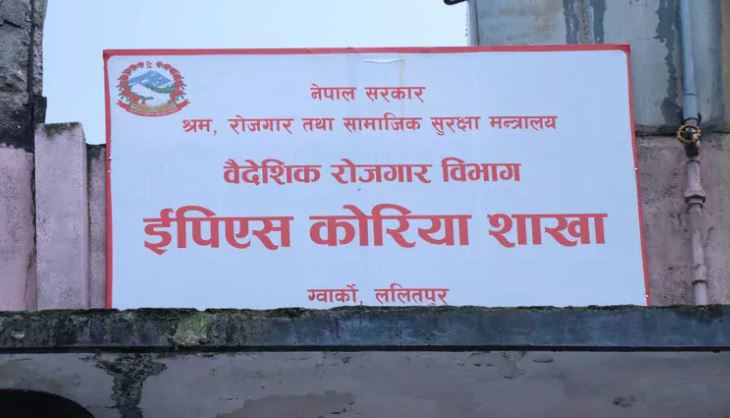 नेपाल सरकार
श्रम, रोजगार तथा सामाजिक सुरक्षा मन्त्रालय
वैदेशिक रोजगार विभाग
ईपिएस कोरिया शाखा
ग्वार्को, ललितपुर